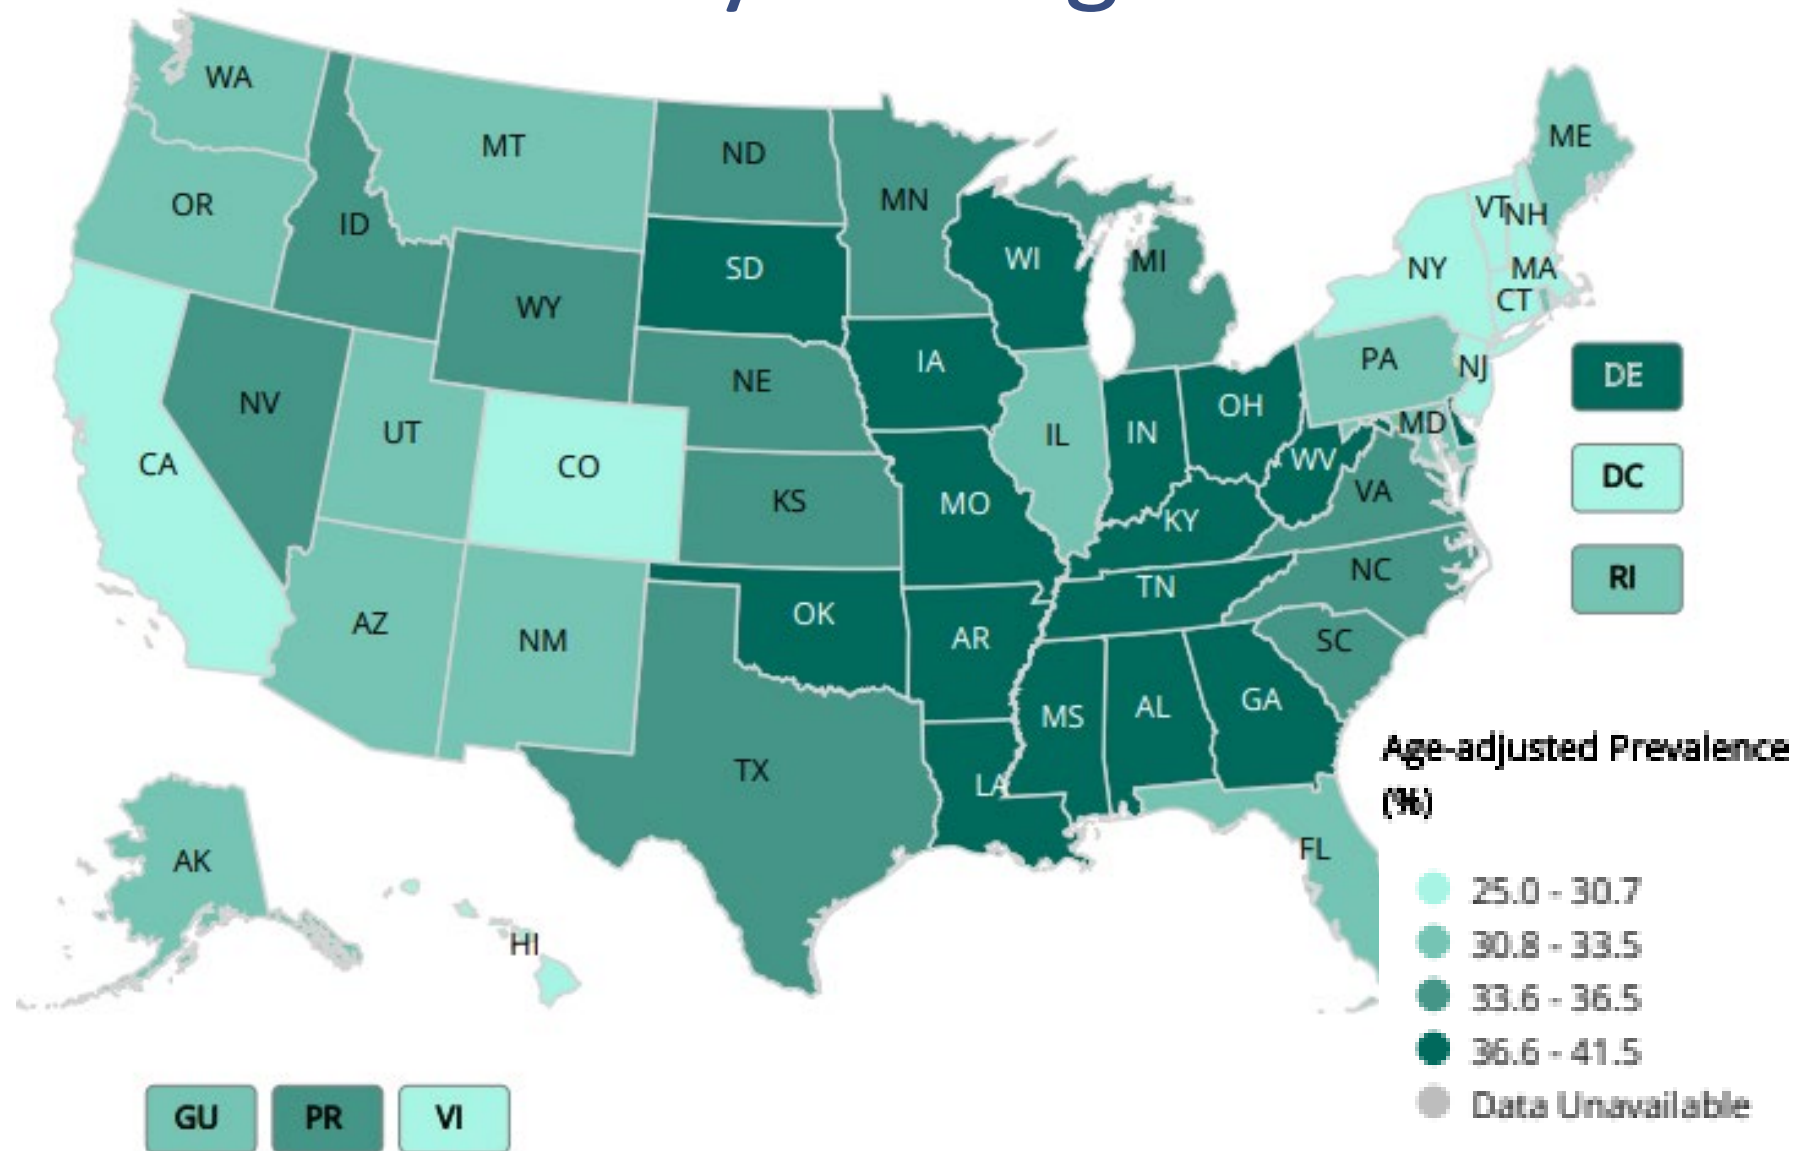 WA
MT
ND
MN
ME
OR
ID
VT
NH
SD
WI
MI
NY
MA
WY
CT
IA
PA
NJ
NE
DE
NV
UT
OH
MD
IL
IN
CA
CO
WV
DC
KS
MO
VA
KY
NC
RI
TN
OK
AZ
NM
AR
SC
MS
AL
GA
TX
LA
Age-adjusted Prevalence
(%)
FL
AK
25.0 - 30.7
HI
30.8 - 33.5
33.6 - 36.5
36.6 - 41.5
Data Unavailable
GU
PR
VI